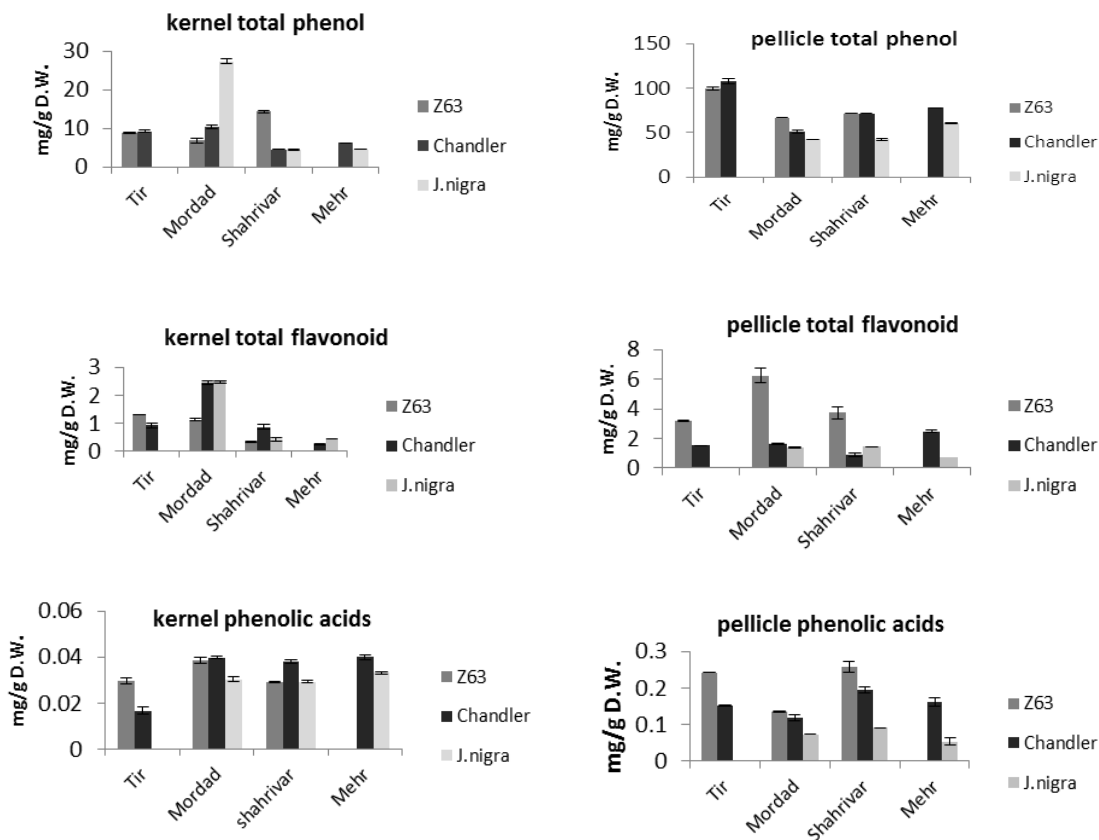 kernel total phenol
mg/g D.W.
30
20
10
0
Tir
Mordad
Shahrivar
Mehr
Z63
Chandler
J.nigra
pellicle total phenol
mg/g D.W.
150
100
50
0
Tir
Mordad
Shahrivar
Mehr
Z63
Chandler
J.nigra
kernel total flavonoid
mg/g D.W.
3
2
1
0
Tir
Mordad
Shahrivar
Mehr
Z63
Chandler
J.nigra
pellicle total flavonoid
mg/g D.W.
8
6
4
2
0
Tir
Mordad
Shahrivar
Mehr
Z63
Chandler
J.nigra
kernel phenolic acids
mg/g D.W.
0.06
0.04
0.02
0
Tir
Mordad
shahrivar
Mehr
Z63
Chandler
J.nigra
pellicle phenolic acids
mg/g D.W.
0.3
0.2
0.1
0
Tir
Mordad
Shahrivar
Mehr
Z63
Chandler
J.nigra